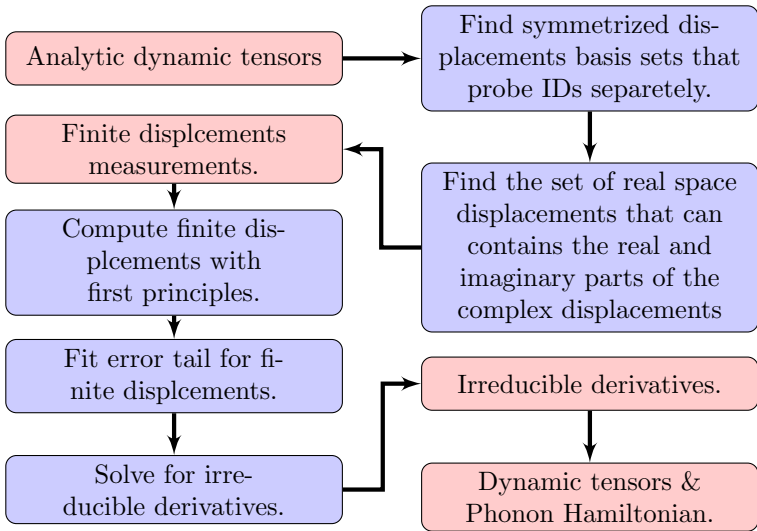 Analytic dynamic tensors
Find symmetrized dis-
placements basis sets that
probe IDs separetely.
Find the set of real space
displacements that can
contains the real and
imaginary parts of the
complex displacements
Finite displcements
measurements.
Compute finite dis-
plcements with
first principles.
Fit error tail for fi-
nite displcements.
Solve for irre-
ducible derivatives.
Irreducible derivatives.
Dynamic tensors &
Phonon Hamiltonian.